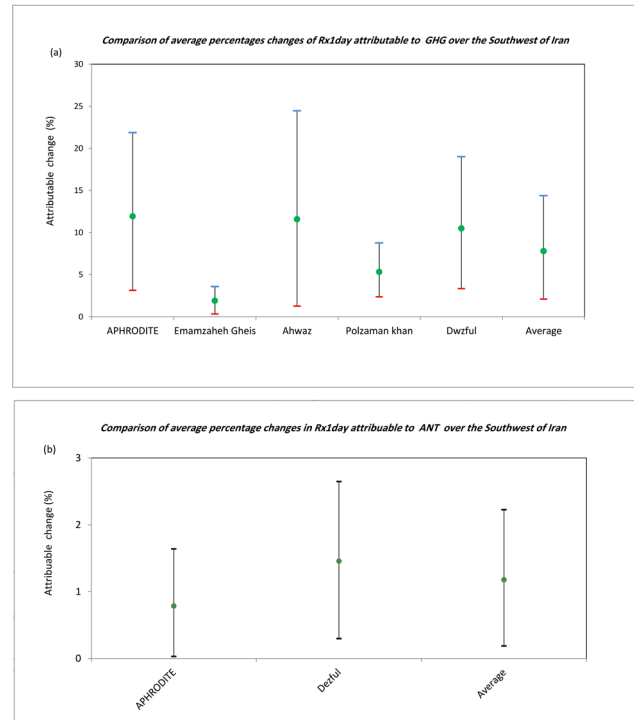 Comparison of average percentages changes of Rx1day attributable to GHG over the Southwest of Iran
(a)
30
25
20
15
10
5
0
Attributable change (%)
APHRODITE Emamzaheh Gheis Ahwaz Polzaman khan Dwzful Average
Comparison of average percentage changes in Rx1day attribuable to ANT over the Southwest of Iran
(b)
3
2
1
0
Attribuable change (%)
APHRODITE Dezful Average